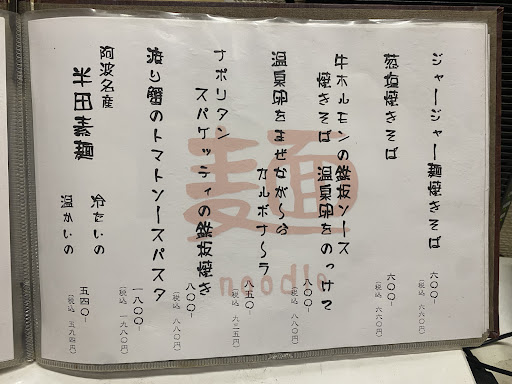 ジャージャー麺焼きそば
六〇〇-
(税込 六六〇円)
葱塩焼きそば
六〇〇-
(税込 六六〇円)
牛ホルモンの鉄板ソース
焼きそば 温泉卵をのっけて
八〇〇-
(税込 八八〇円)
温泉卵をまぜながら
カルボナ〜ラ
八五〇-
(税込 九三五円)
ナポリタン
スパゲッティの鉄板焼き
八〇〇-
(税込 八八〇円)
渡り蟹のトマトソースパスタ
一八〇〇-
(税込 一九八〇円)
阿波名産
半田素麺
冷たいの
温かいの
五四〇-
(税込 五九四円)
麺
noodle